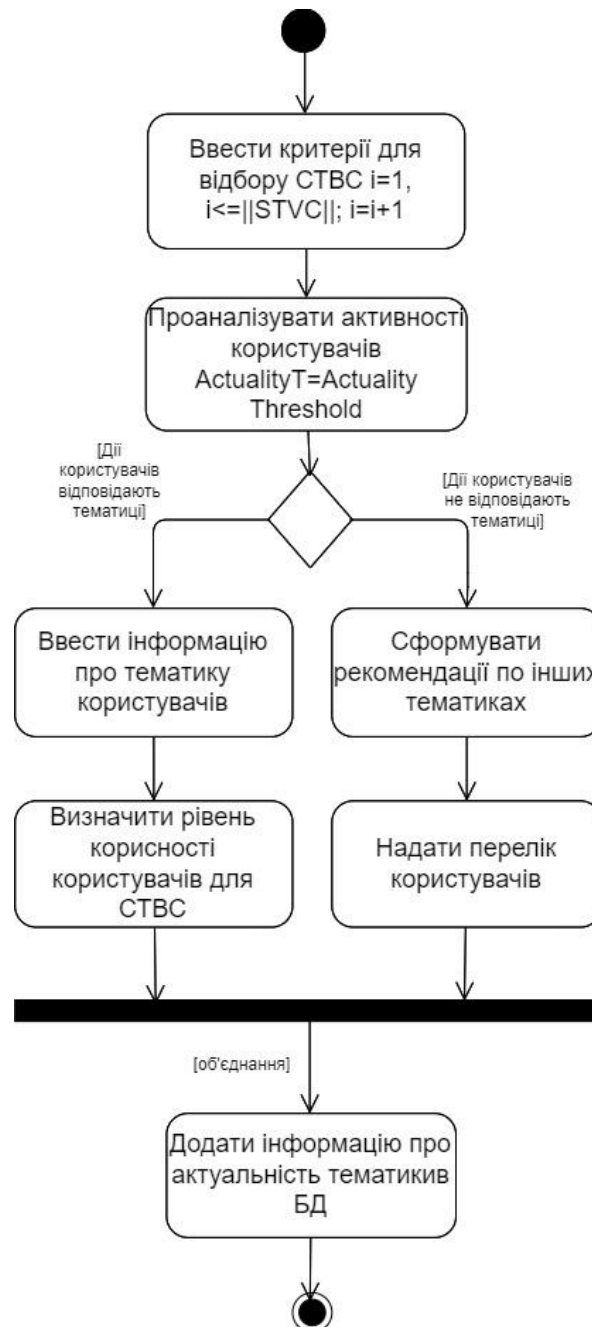 Ввести критерії для
відбору СТВС i=1,
i<=||STVC||; i=i+1
Проаналізувати активності
користувачів
ActualityT=Actuality
Threshold
[Дії
користувачів
відповідають
тематиці]
[Дії користувачів
не відповідають
тематиці]
Ввести інформацію
про тематику
користувачів
Сформувати
рекомендації по інших
тематиках
Визначити рівень
корисності
користувачів для
СТВС
Надати перелік
користувачів
[об'єднання]
Додати інформацію про
актуальність тематикив
БД